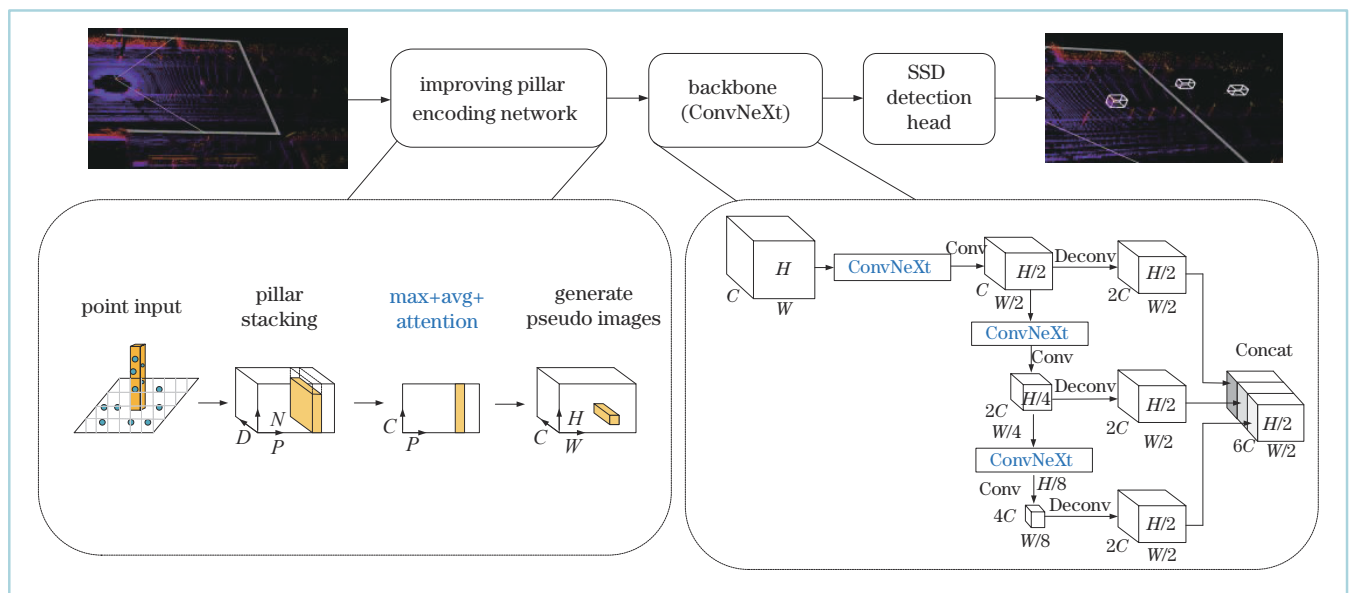 improving pillar
encoding network
backbone
(ConvNeXt)
SSD
detection
head
point input
pillar
stacking
max+avg+
attention
generate
pseudo images
N
D
P
C
P
H
C
W
H
C
W
ConvNeXt
Conv
H/2
C
W/2
Deconv
H/2
2C
W/2
ConvNeXt
Conv
H/4
2C
W/4
Deconv
H/2
2C
W/2
ConvNeXt
Conv
H/8
4C
W/8
Deconv
H/2
2C
W/2
Concat
H/2
6C
W/2